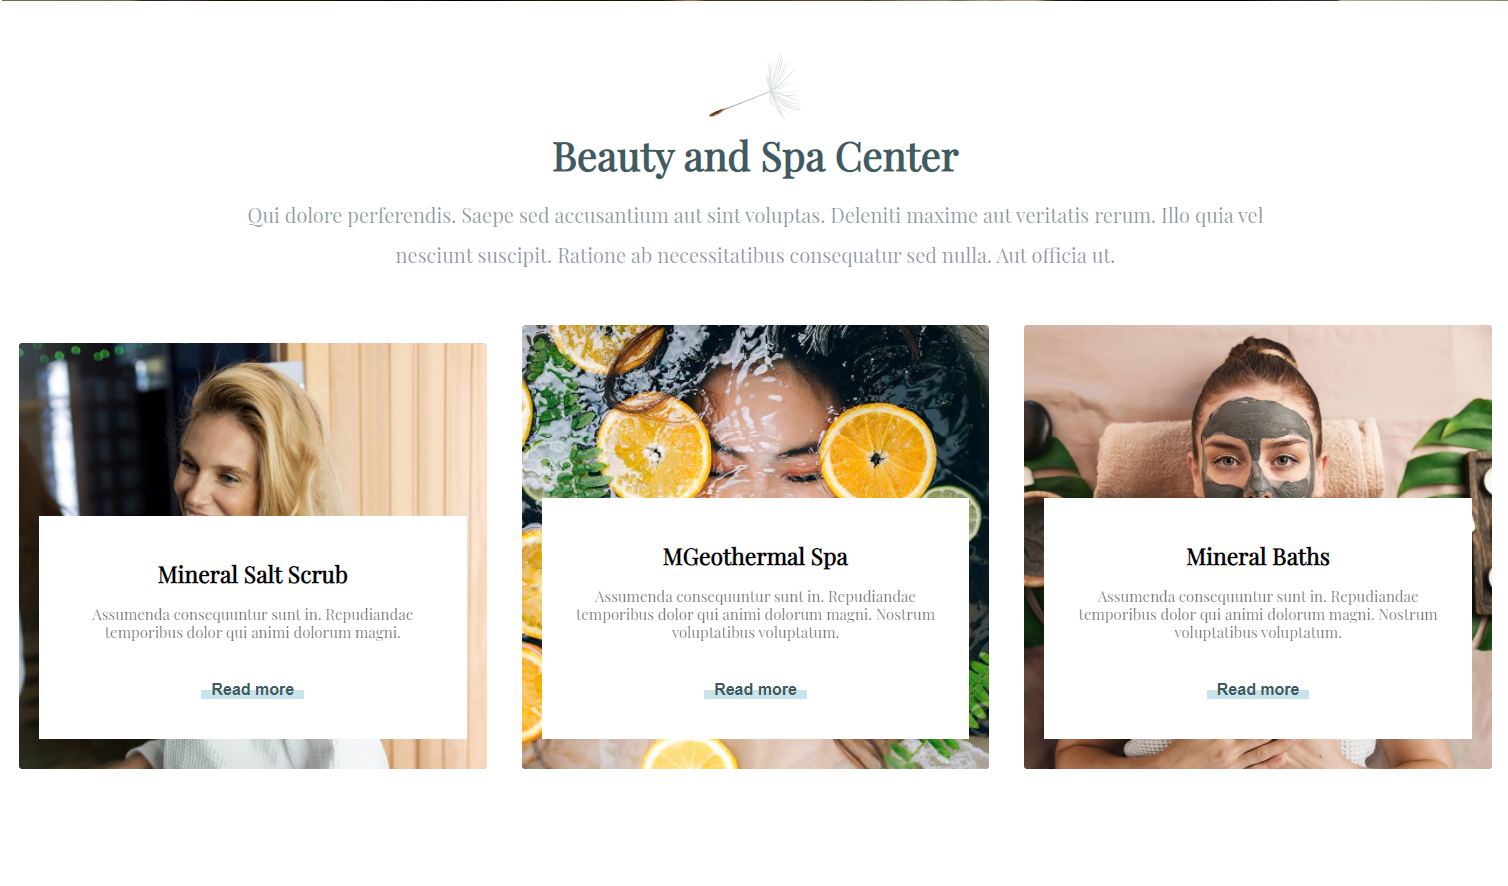 Beauty and Spa Center
Qui dolore perferendis. Saepe sed accusantium aut sint voluptas. Deleniti maxime aut veritatis rerum. Illo quia vel
nesciunt suscipit. Ratione ab necessitatibus consequatur sed nulla. Aut officia ut.
Mineral Salt Scrub
Assumenda consequuntur sunt in. Repudiandae
temporibus dolor qui animi dolorum magni.
Read more
MGeothermal Spa
Assumenda consequuntur sunt in. Repudiandae
temporibus dolor qui animi dolorum magni. Nostrum
voluptatibus voluptatum.
Read more
Mineral Baths
Assumenda consequuntur sunt in. Repudiandae
temporibus dolor qui animi dolorum magni. Nostrum
voluptatibus voluptatum.
Read more